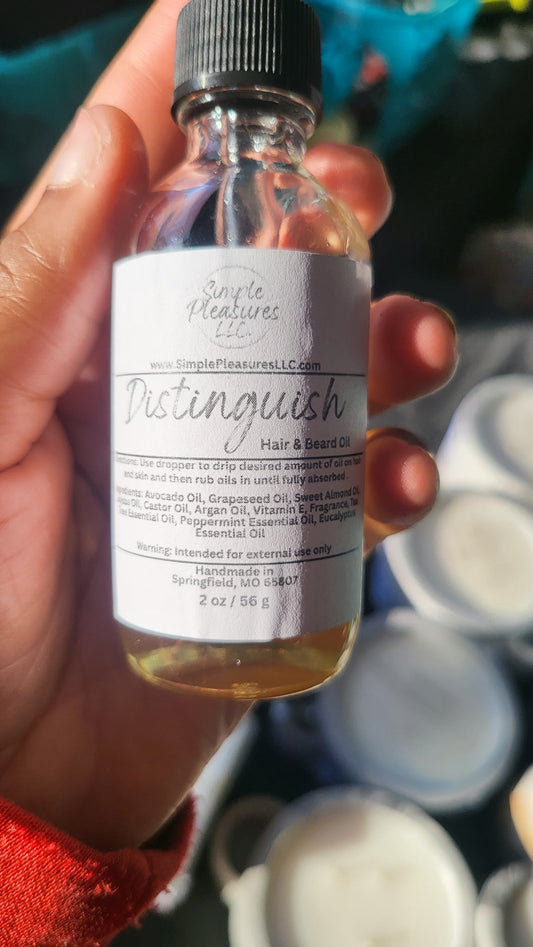 Simple
Pleasures
LLC.
www.SimplePleasuresLLC.com
Distinguish
Hair & Beard Oil
Use dropper to drip desired amount of oil on hair
and skin and then rub oils in until fully absorbed.
Ingredients: Avocado Oil, Grapeseed Oil, Sweet Almond Oil,
Oil, Castor Oil, Argan Oil, Vitamin E, Fragrance, Tea
Tree Essential Oil, Peppermint Essential Oil, Eucalyptus
Essential Oil
Warning: Intended for external use only
Handmade in
Springfield, MO 65807
2 oz / 56 g